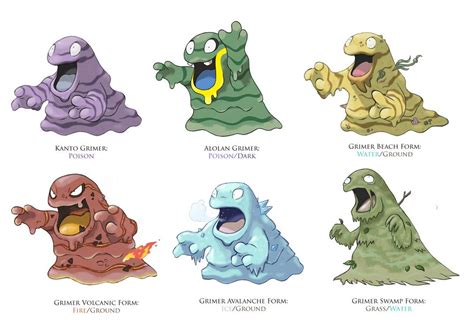 Kanto Grimer:
Poison
Alolan Grimer:
Poison/Dark
Grimer Beach Form:
Water/Ground
Grimer Volcanic Form:
Fire/Ground
Grimer Avalanche Form:
Ice/Ground
Grimer Swamp Form:
Grass/Water